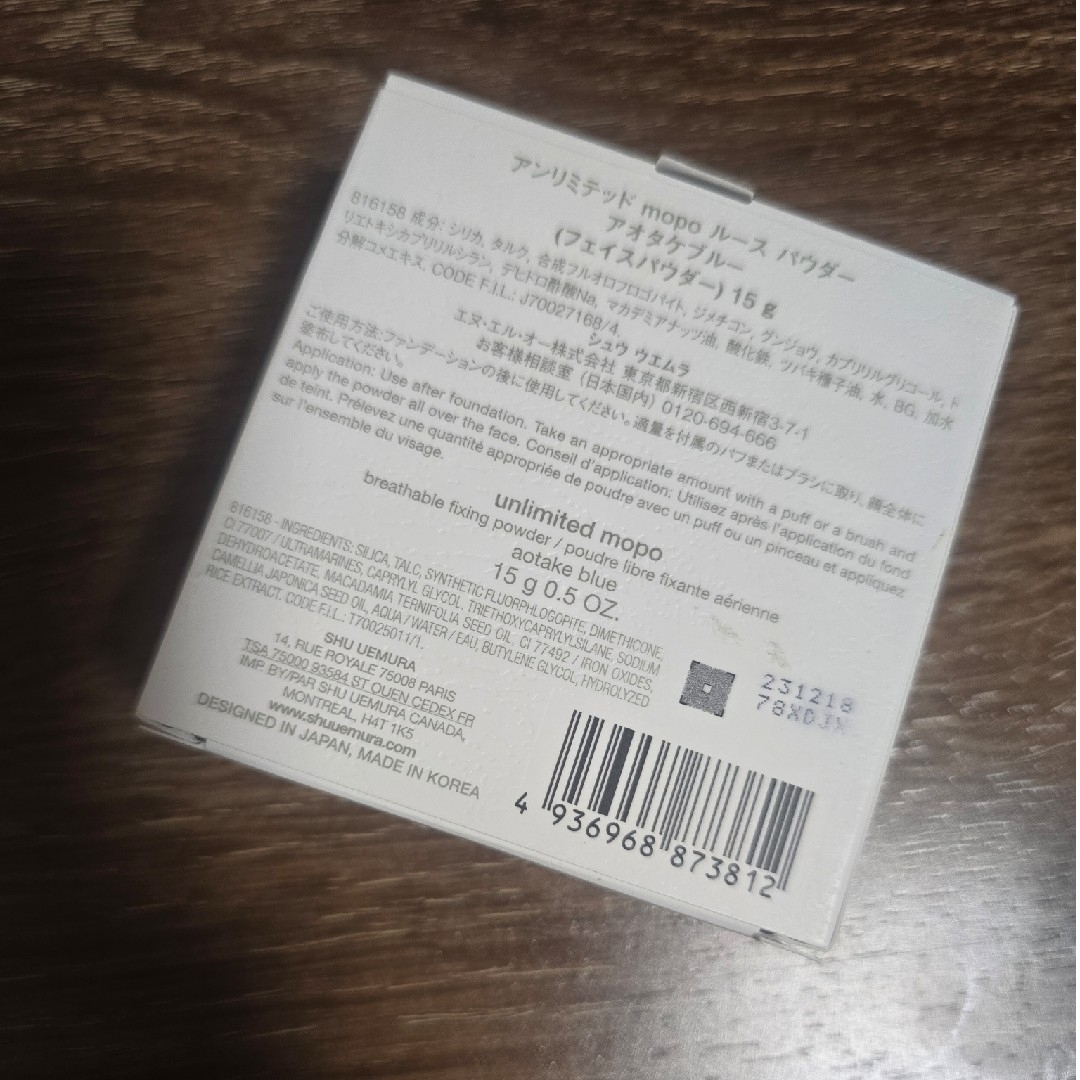 アンリミテッド mopo ルース パウダー
アオタケブルー
(フェイスパウダー) 15 g
816158 成分: シリカ, タルク, 合成フルオロフロゴパイト, ジメチコン, グンジョウ, カプリリルグリコール, ト
リエトキシカプリリルシラン, デヒドロ酢酸Na, マカデミアナッツ油, 酸化鉄, ツバキ種子油, 水, BG, 加水
分解コメエキス. CODE F.I.L.: J70027168/4.
シュウ ウエムラ
エヌ・エル・オー株式会社 東京都新宿区西新宿3-7-1
お客様相談室 (日本国内) 0120-694-666
ご使用方法:ファンデーションの後に使用してください。適量を付属のパフまたはブラシに取り、顔全体に
塗布してください。
Application: Use after foundation. Take an appropriate amount with a puff or a brush and
apply the powder all over the face. Conseil d'application: Utilisez après l'application du fond
de teint. Prélevez une quantité appropriée de poudre avec un puff ou un pinceau et appliquez
sur l'ensemble du visage.
unlimited mopo
breathable fixing powder / poudre libre fixante aérienne
aotake blue
15 g 0.5 OZ.
816158 - INGREDIENTS: SILICA, TALC, SYNTHETIC FLUORPHLOGOPITE, DIMETHICONE,
CI 77007 / ULTRAMARINES, CAPRYLYL GLYCOL, TRIETHOXYCAPRYLYLSILANE, SODIUM
DEHYDROACETATE, MACADAMIA TERNIFOLIA SEED OIL, CI 77492 / IRON OXIDES,
CAMELLIA JAPONICA SEED OIL, AQUA / WATER / EAU, BUTYLENE GLYCOL, HYDROLYZED
RICE EXTRACT. CODE F.I.L.: T70025011/1.
SHU UEMURA
14, RUE ROYALE 75008 PARIS
TSA 75000 93584 ST OUEN CEDEX FR
IMP BY/PAR SHU UEMURA CANADA,
MONTREAL, H4T 1K5
www.shuuemura.com
DESIGNED IN JAPAN, MADE IN KOREA
231218
4 936968 873812